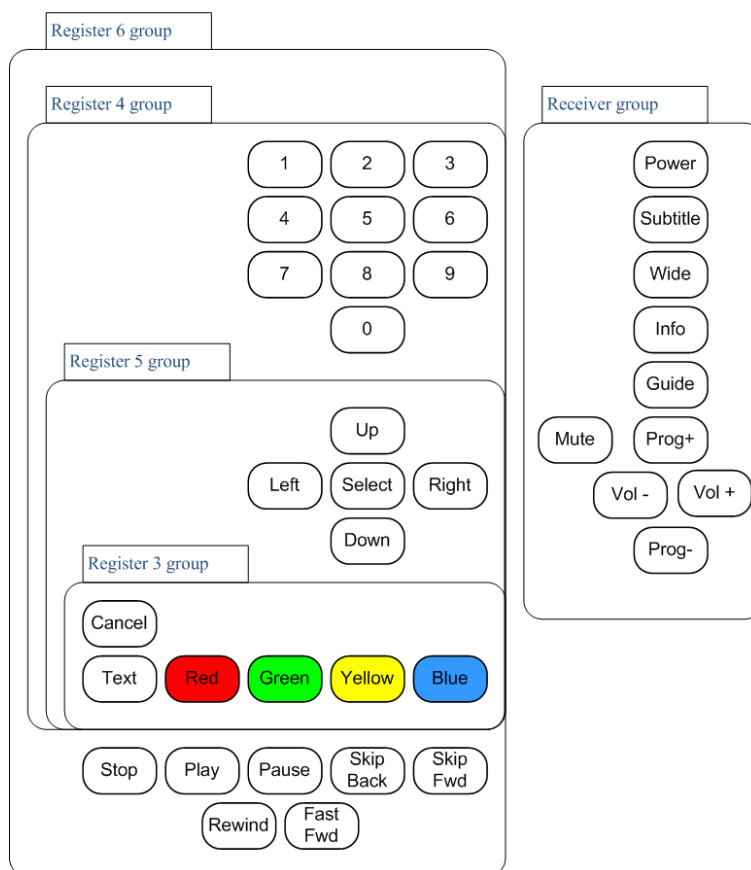 Register 6 group
Register 4 group
Receiver group
1 2 3
4 5 6
7 8 9
0
Register 5 group
Up
Left Select Right
Down
Register 3 group
Cancel
Text Red Green Yellow Blue
Stop Play Pause Skip Back Skip Fwd
Rewind Fast Fwd
Power
Subtitle
Wide
Info
Guide
Mute Prog+
Vol - Vol +
Prog-